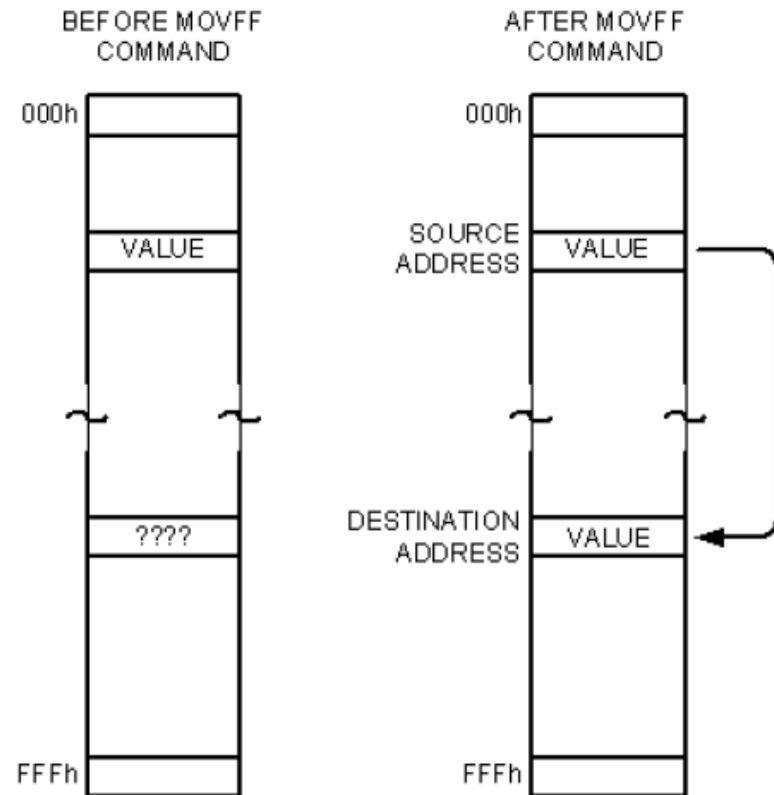 BEFORE MOVFF
COMMAND
000h
VALUE
????
FFFh
AFTER MOVFF
COMMAND
000h
SOURCE
ADDRESS
VALUE
DESTINATION
ADDRESS
VALUE
FFFh